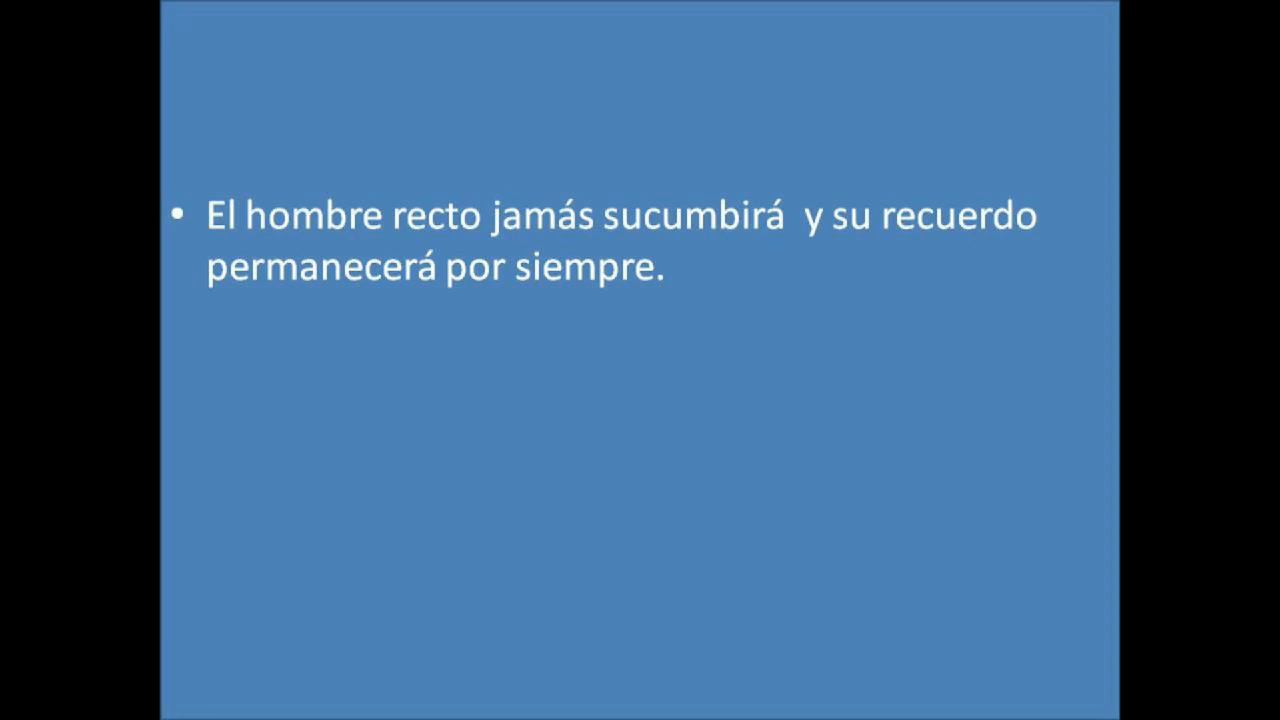 • El hombre recto jamás sucumbirá  y su recuerdo
permanecerá por siempre.